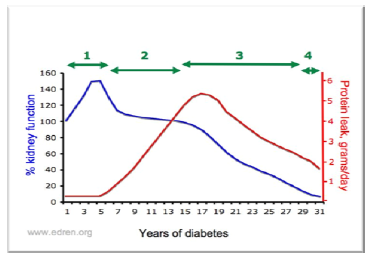 1 2 3 4
160
140
120
100
80
60
40
20
0
% kidney function
6
5
4
3
2
1
Protein leak, grams/day
1 3 5 7 9 11 13 15 17 19 21 23 25 27 29 31
www.edren.org
Years of diabetes